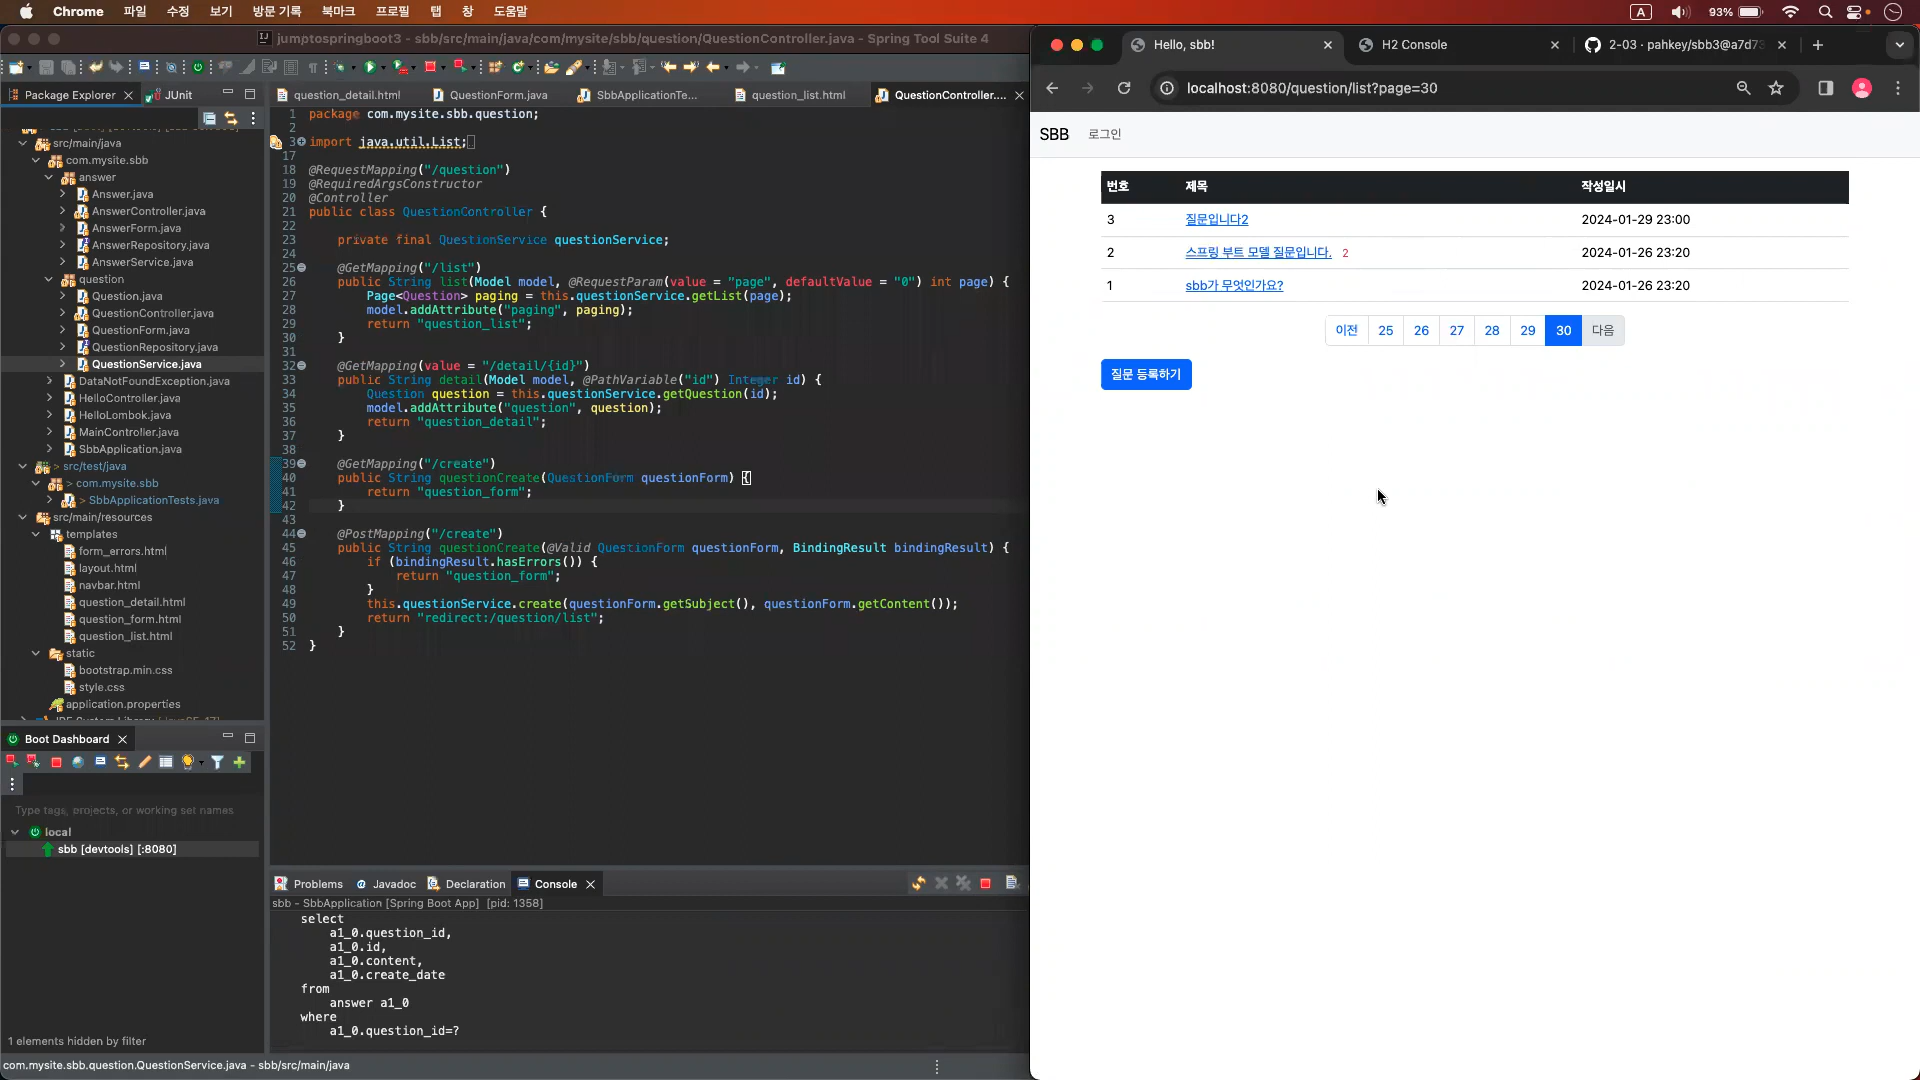 Chrome 파일 수정 보기 방문 기록 북마크 프로필 탭 창 도움말
A 93%
jumptospringboot3 - sbb/src/main/java/com/mysite/sbb/question/QuestionController.java - Spring Tool Suite 4
Package Explorer
JUnit
src/main/java
com.mysite.sbb
answer
Answer.java
AnswerController.java
AnswerForm.java
AnswerRepository.java
AnswerService.java
question
Question.java
QuestionController.java
QuestionForm.java
QuestionRepository.java
QuestionService.java
DataNotFoundException.java
HelloController.java
HelloLombok.java
MainController.java
SbbApplication.java
> src/test/java
> com.mysite.sbb
> SbbApplicationTests.java
src/main/resources
templates
form_errors.html
layout.html
navbar.html
question_detail.html
question_form.html
question_list.html
static
bootstrap.min.css
style.css
application.properties
Boot Dashboard
Type tags, projects, or working set names
local
sbb [devtools] [:8080]
1 elements hidden by filter
com.mysite.sbb.question.QuestionService.java - sbb/src/main/java
question_detail.html QuestionForm.java SbbApplicationTe... question_list.html QuestionController....
1 package com.mysite.sbb.question;
2
3 import java.util.List;
17
18 @RequestMapping("/question")
19 @RequiredArgsConstructor
20 @Controller
21 public class QuestionController {
22
23 private final QuestionService questionService;
24
25 @GetMapping("/list")
26 public String list(Model model, @RequestParam(value = "page", defaultValue = "0") int page) {
27 Page<Question> paging = this.questionService.getList(page);
28 model.addAttribute("paging", paging);
29 return "question_list";
30 }
31
32 @GetMapping(value = "/detail/{id}")
33 public String detail(Model model, @PathVariable("id") Integer id) {
34 Question question = this.questionService.getQuestion(id);
35 model.addAttribute("question", question);
36 return "question_detail";
37 }
38
39 @GetMapping("/create")
40 public String questionCreate(QuestionForm questionForm) {
41 return "question_form";
42 }
43
44 @PostMapping("/create")
45 public String questionCreate(@Valid QuestionForm questionForm, BindingResult bindingResult) {
46 if (bindingResult.hasErrors()) {
47 return "question_form";
48 }
49 this.questionService.create(questionForm.getSubject(), questionForm.getContent());
50 return "redirect:/question/list";
51 }
52 }
Problems Javadoc Declaration Console
sbb - SbbApplication [Spring Boot App] [pid: 1358]
select
a1_0.question_id,
a1_0.id,
a1_0.content,
a1_0.create_date
from
answer a1_0
where
a1_0.question_id=?
Hello, sbb! H2 Console 2-03 · pahkey/sbb3@a7d73
localhost:8080/question/list?page=30
SBB 로그인
번호 제목 작성일시
3 질문입니다2 2024-01-29 23:00
2 스프링 부트 모델 질문입니다. 2 2024-01-26 23:20
1 sbb가 무엇인가요? 2024-01-26 23:20
이전 25 26 27 28 29 30 다음
질문 등록하기